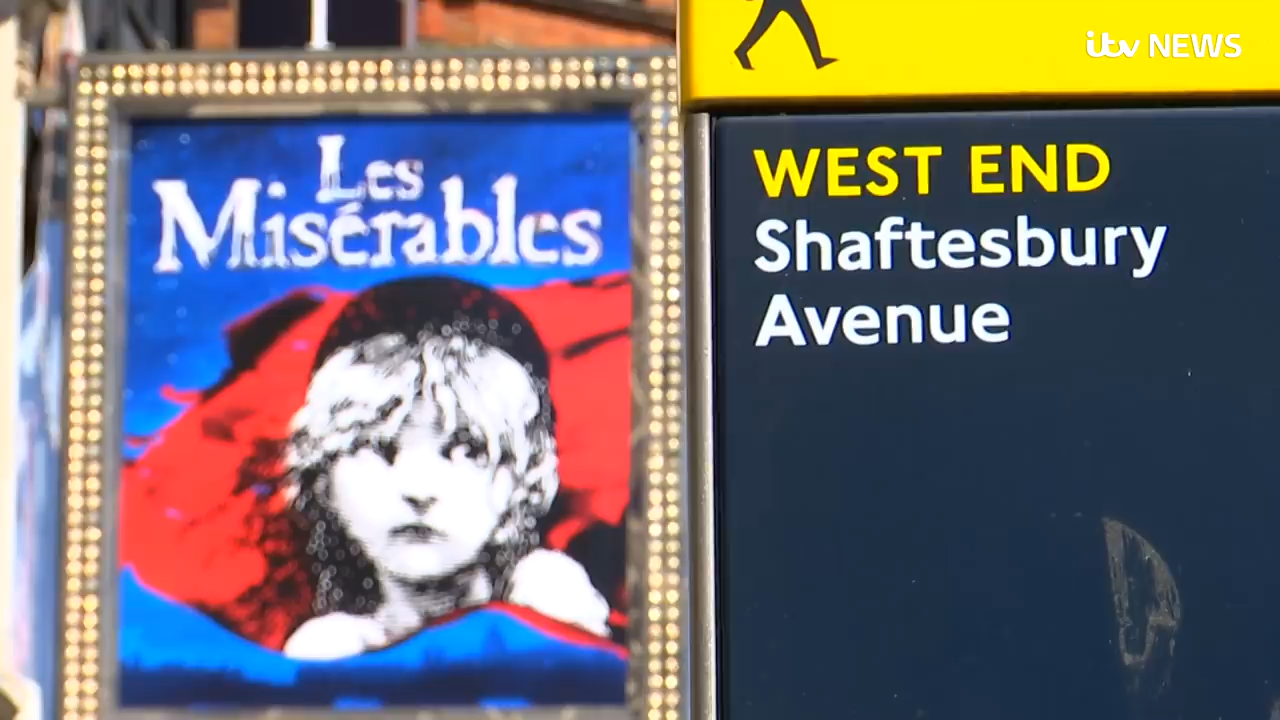 Les
Misérables
itv NEWS
WEST END
Shaftesbury
Avenue